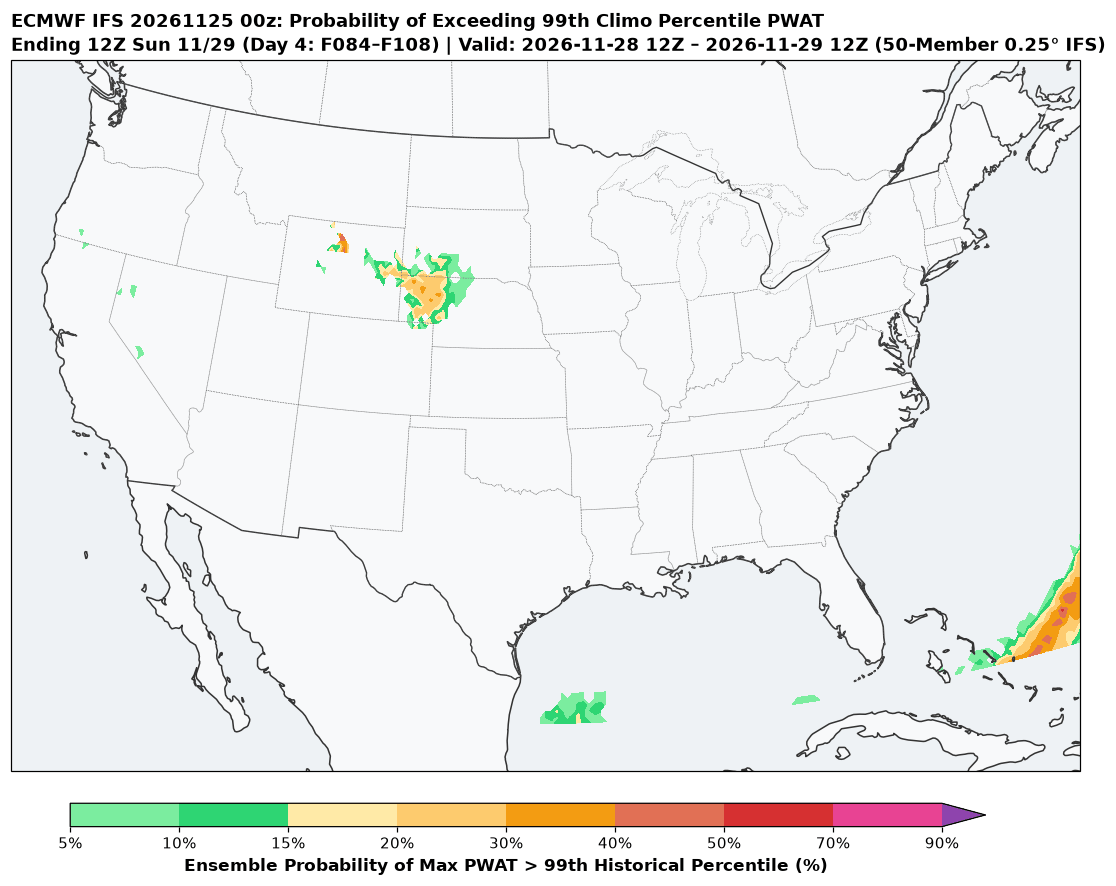 ECMWF IFS 20261125 00z: Probability of Exceeding 99th Climo Percentile PWAT
Ending 12Z Sun 11/29 (Day 4: F084–F108) | Valid: 2026-11-28 12Z – 2026-11-29 12Z (50-Member 0.25° IFS)
5% 10% 15% 20% 30% 40% 50% 70% 90%
Ensemble Probability of Max PWAT > 99th Historical Percentile (%)